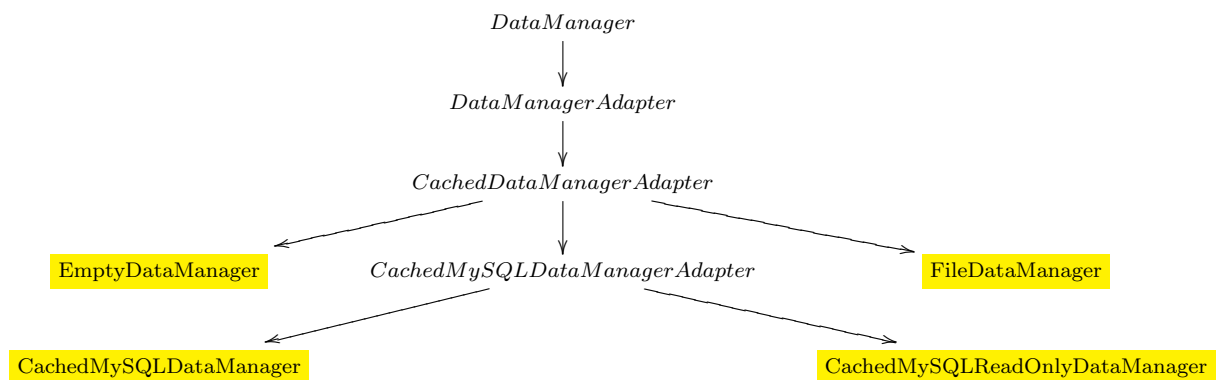 DataManager
DataManagerAdapter
CachedDataManagerAdapter
EmptyDataManager
CachedMySQLDataManagerAdapter
FileDataManager
CachedMySQLDataManager
CachedMySQLReadOnlyDataManager